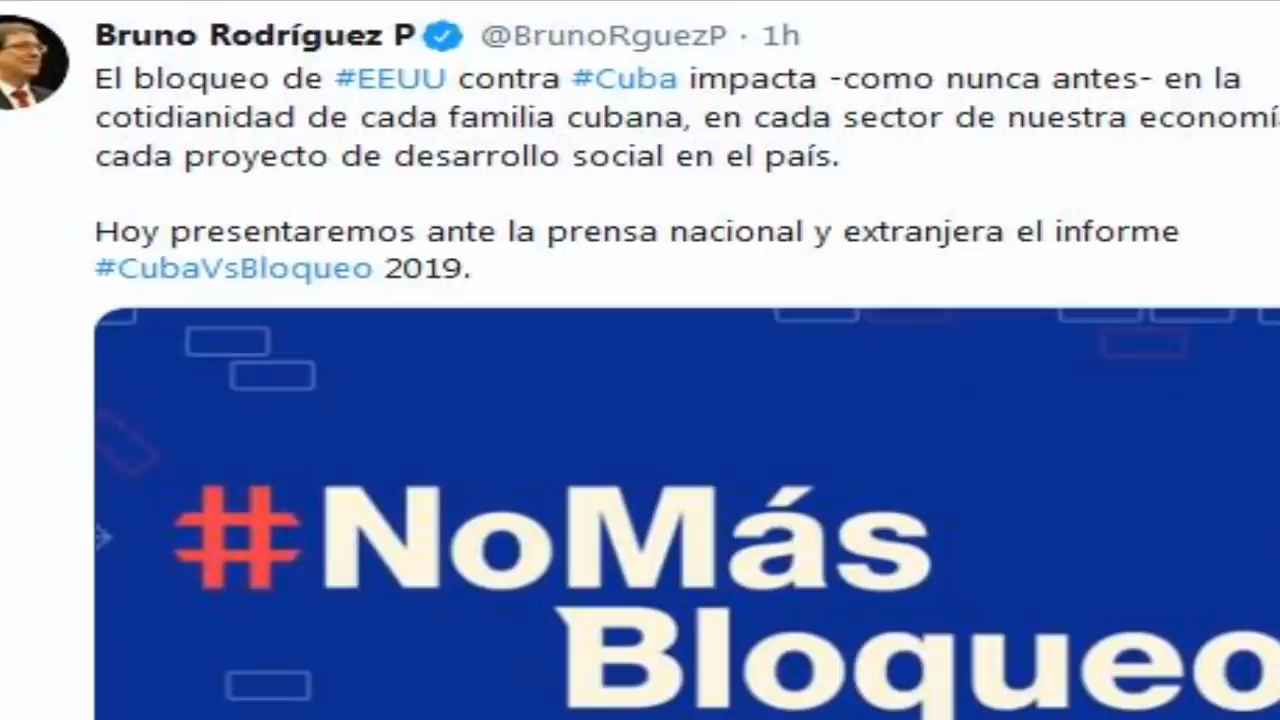 Bruno Rodríguez P @BrunoRguezP · 1h
El bloqueo de #EEUU contra #Cuba impacta -como nunca antes- en la
cotidianidad de cada familia cubana, en cada sector de nuestra economí
cada proyecto de desarrollo social en el país.
Hoy presentaremos ante la prensa nacional y extranjera el informe
#CubaVsBloqueo 2019.
#NoMás
Bloqueo